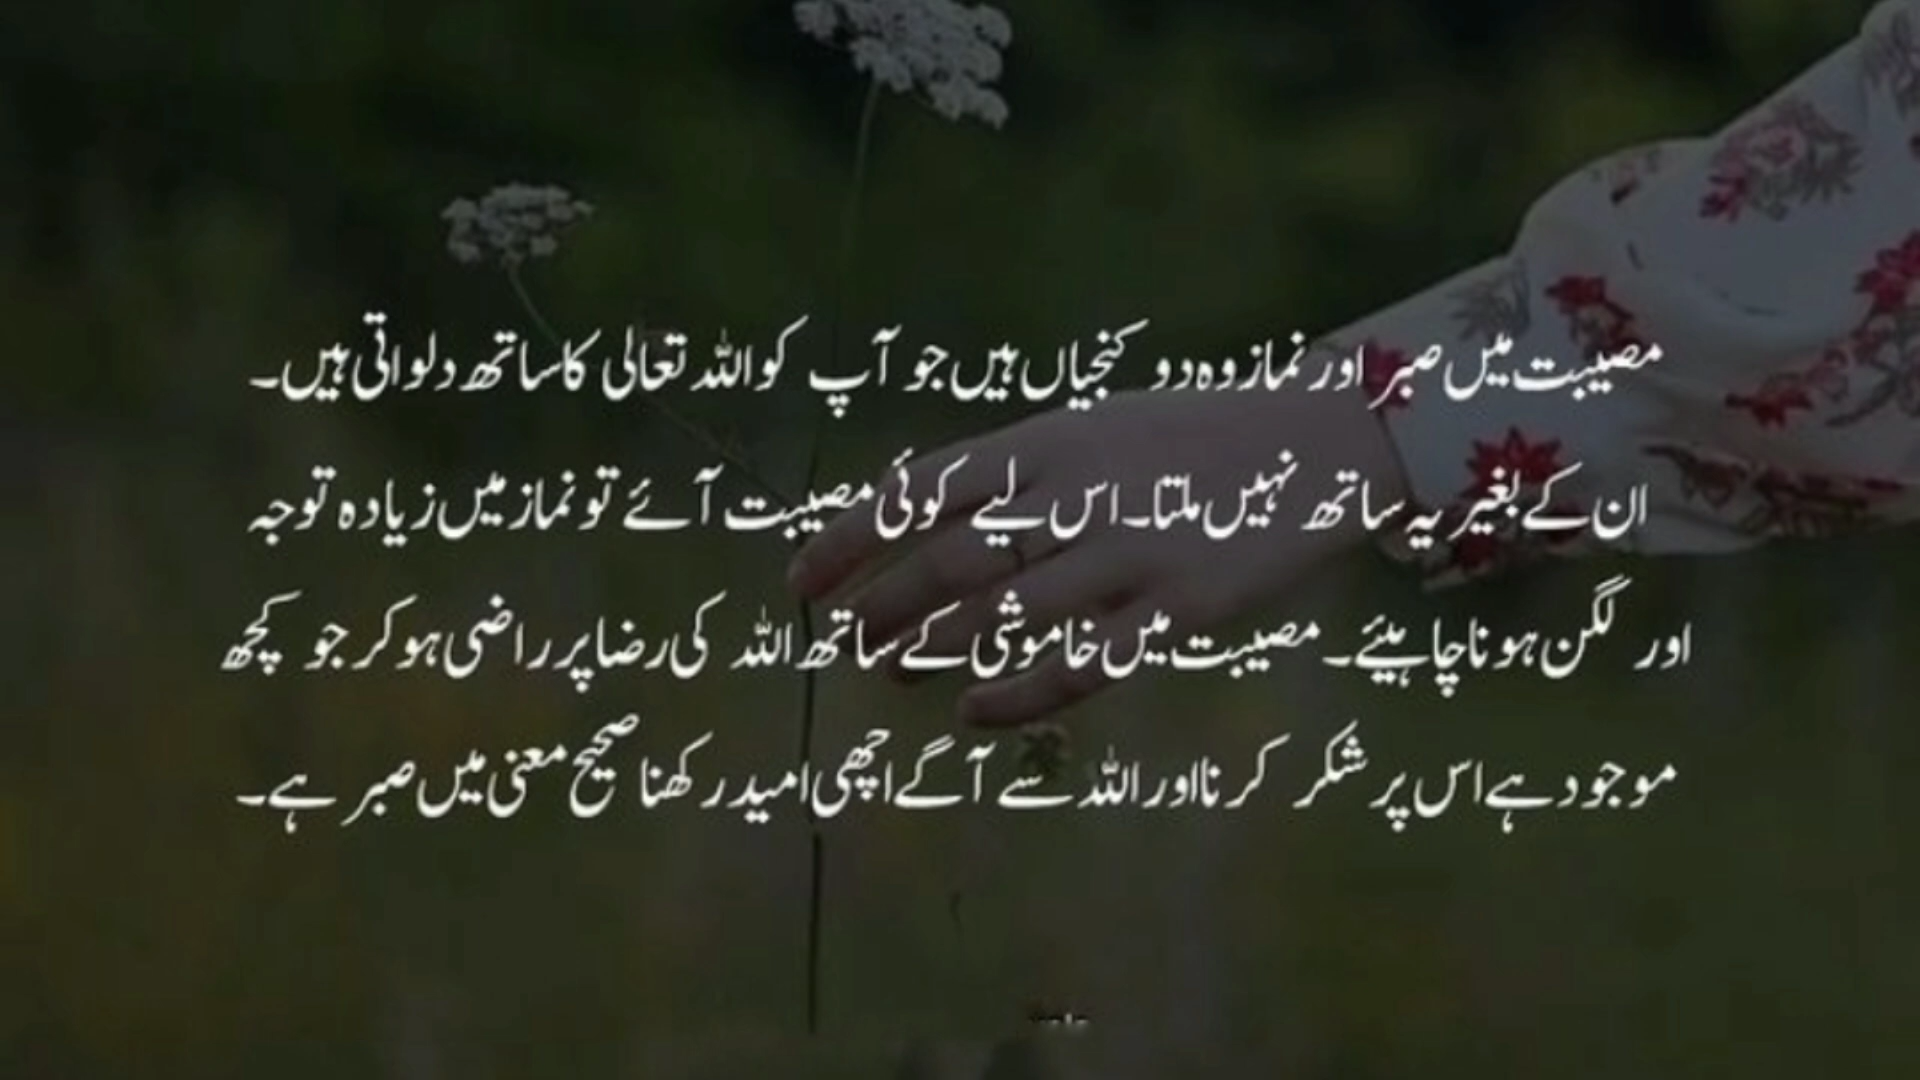 مصیبت میں صبر اور نماز وہ دو کنجیاں ہیں جو آپ کو اللہ تعالی کا ساتھ دلواتی ہیں۔
ان کے بغیر یہ ساتھ نہیں ملتا۔ اس لیے کوئی مصیبت آئے تو نماز میں زیادہ توجہ
اور لگن ہونا چاہیئے۔ مصیبت میں خاموشی کے ساتھ اللہ کی رضا پر راضی ہو کر جو کچھ
موجود ہے اس پر شکر کرنا اور اللہ سے آگے اچھی امید رکھنا صحیح معنی میں صبر ہے۔